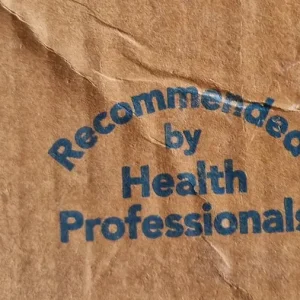 Recommended
by
Health
Professionals